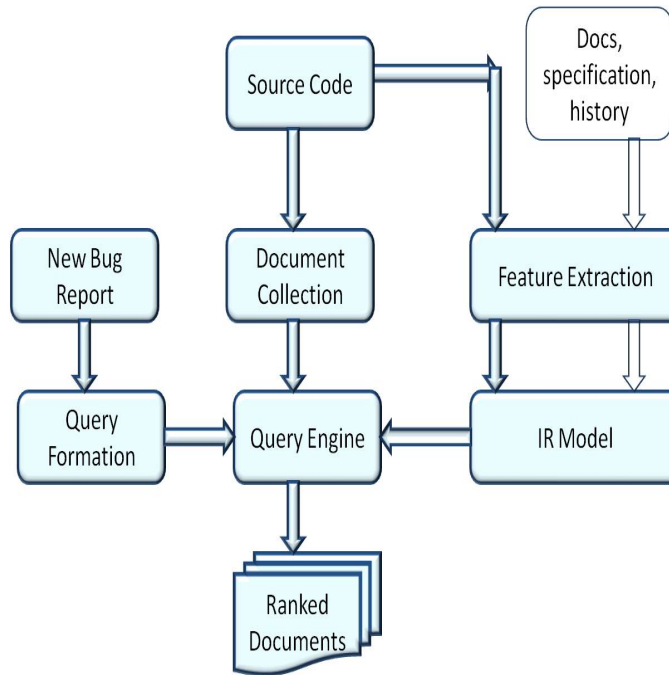 Source Code
Docs,
specification,
history
New Bug
Report
Document
Collection
Feature Extraction
Query
Formation
Query Engine
IR Model
Ranked
Documents